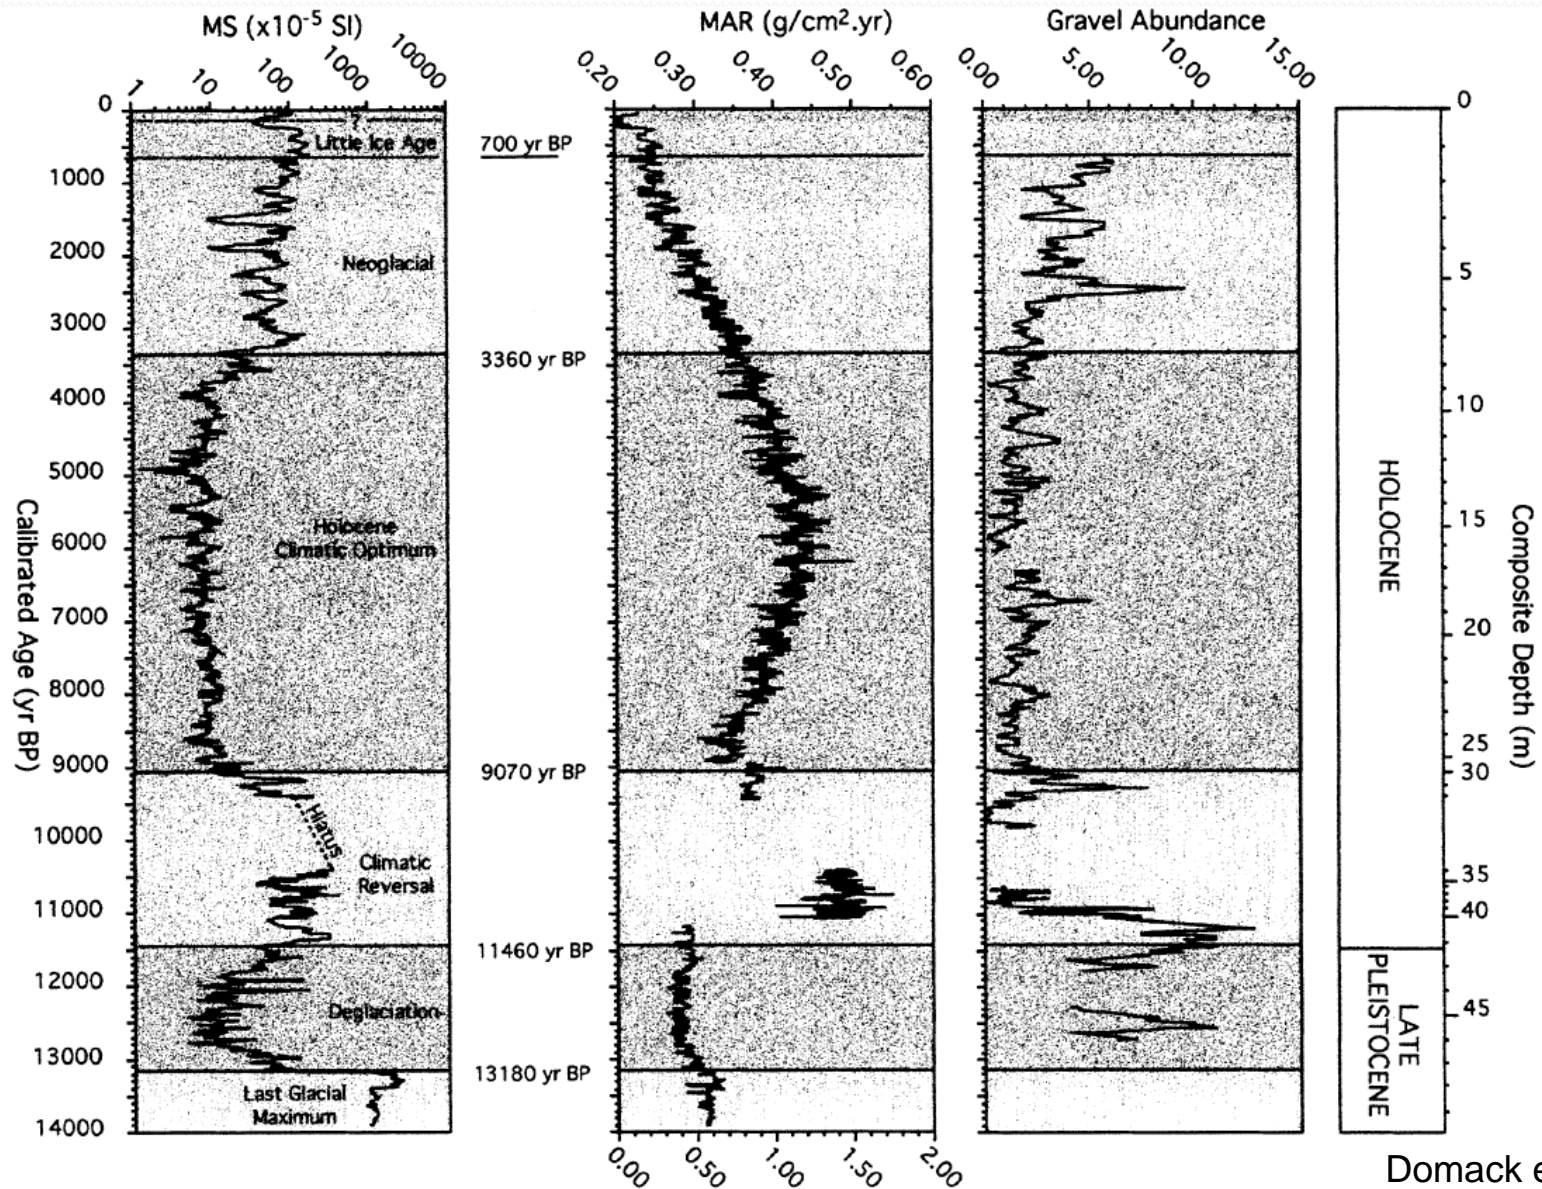 MS (x10-5 SI)
MAR (g/cm2.yr)
Gravel Abundance
1
10
100
1000
10000
0.20
0.30
0.40
0.50
0.60
0.00
5.00
10.00
15.00
0
1000
2000
3000
4000
5000
6000
7000
8000
9000
10000
11000
12000
13000
14000
Calibrated Age (yr BP)
?
Little Ice Age
Neoglacial
Holocene
Climatic Optimum
Hiatus
Climatic
Reversal
Deglaciation
Last Glacial
Maximum
700 yr BP
3360 yr BP
9070 yr BP
11460 yr BP
13180 yr BP
0.00
0.50
1.00
1.50
2.00
HOLOCENE
LATE
PLEISTOCENE
0
5
10
15
20
25
30
35
40
45
Composite Depth (m)
Domack e